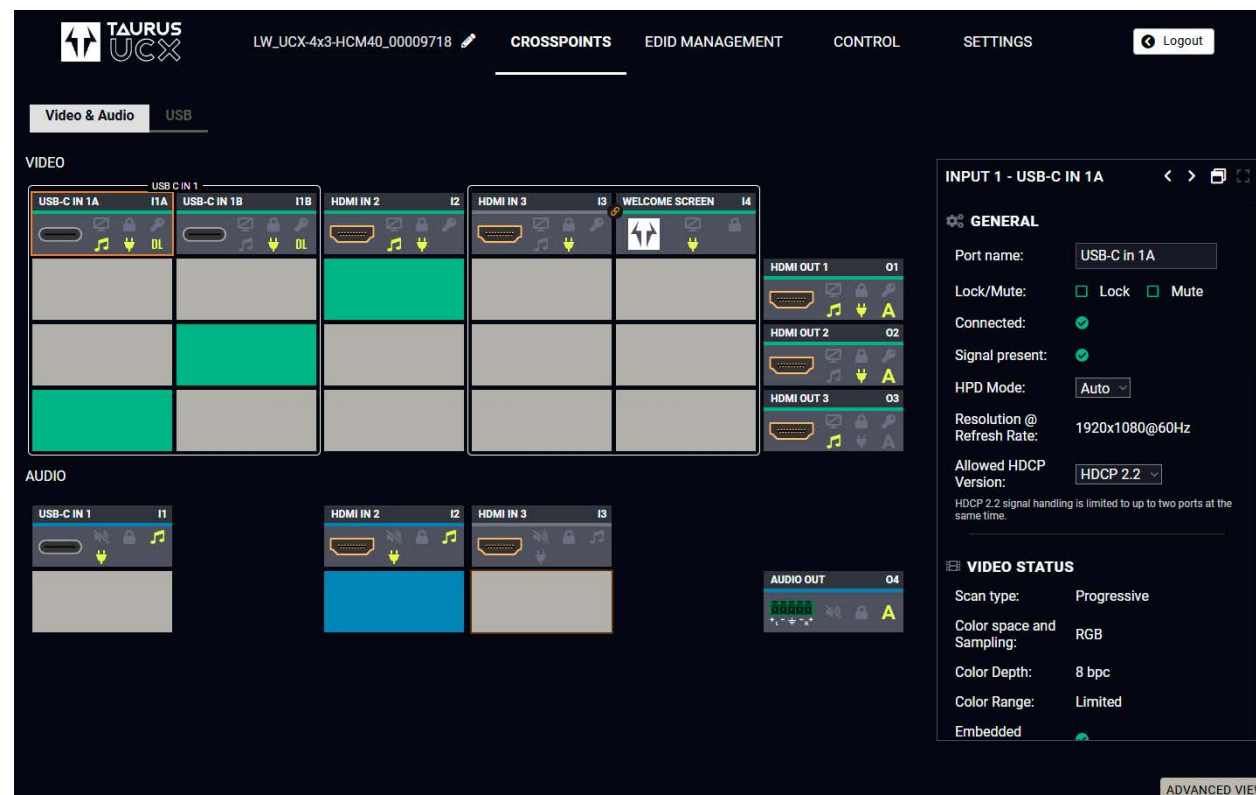 TAURUS UCX
LW_UCX-4x3-HCM40_00009718
CROSSPOINTS
EDID MANAGEMENT
CONTROL
SETTINGS
Logout
Video & Audio
USB
VIDEO
USB C IN 1
USB-C IN 1A I1A
USB-C IN 1B I1B
HDMI IN 2 I2
HDMI IN 3 I3
WELCOME SCREEN I4
DL
DL
HDMI OUT 1 O1
A
HDMI OUT 2 O2
A
HDMI OUT 3 O3
A
AUDIO
USB-C IN 1 I1
HDMI IN 2 I2
HDMI IN 3 I3
AUDIO OUT O4
A
INPUT 1 - USB-C IN 1A
GENERAL
Port name: USB-C in 1A
Lock/Mute: Lock Mute
Connected:
Signal present:
HPD Mode: Auto
Resolution @
Refresh Rate: 1920x1080@60Hz
Allowed HDCP
Version: HDCP 2.2
HDCP 2.2 signal handling is limited to up to two ports at the
same time.
VIDEO STATUS
Scan type: Progressive
Color space and
Sampling: RGB
Color Depth: 8 bpc
Color Range: Limited
Embedded
ADVANCED VIE